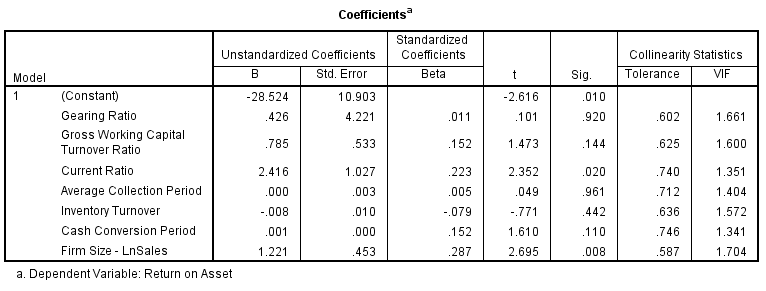 Coefficientsa
Model Unstandardized Coefficients Standardized Coefficients t Sig. Collinearity Statistics
B Std. Error Beta Tolerance VIF
1 (Constant) -28.524 10.903 -2.616 .010
Gearing Ratio .426 4.221 .011 .101 .920 .602 1.661
Gross Working Capital Turnover Ratio .785 .533 .152 1.473 .144 .625 1.600
Current Ratio 2.416 1.027 .223 2.352 .020 .740 1.351
Average Collection Period .000 .003 .005 .049 .961 .712 1.404
Inventory Turnover -.008 .010 -.079 -.771 .442 .636 1.572
Cash Conversion Period .001 .000 .152 1.610 .110 .746 1.341
Firm Size - LnSales 1.221 .453 .287 2.695 .008 .587 1.704
a. Dependent Variable: Return on Asset